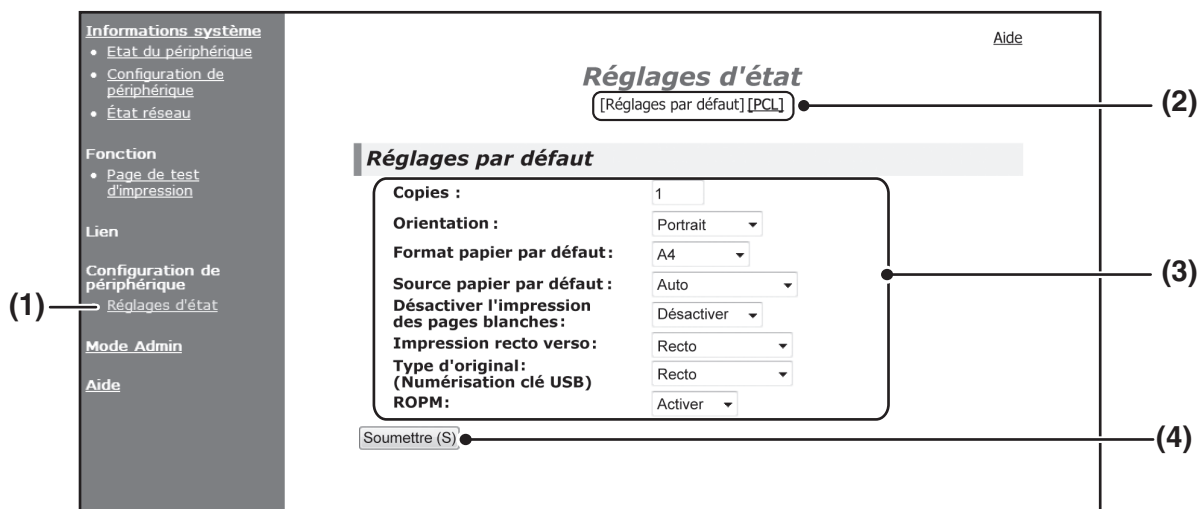 Informations système
• Etat du périphérique
• Configuration de
périphérique
• État réseau
Fonction
• Page de test
d'impression
Lien
Configuration de
périphérique
Réglages d'état
Mode Admin
Aide
(1)
Aide
Réglages d'état
[Réglages par défaut] [PCL]
(2)
Réglages par défaut
Copies : 1
Orientation : Portrait
Format papier par défaut: A4
Source papier par défaut : Auto
Désactiver l'impression
des pages blanches: Désactiver
Impression recto verso: Recto
Type d'original:
(Numérisation clé USB) Recto
ROPM: Activer
(3)
Soumettre (S)
(4)